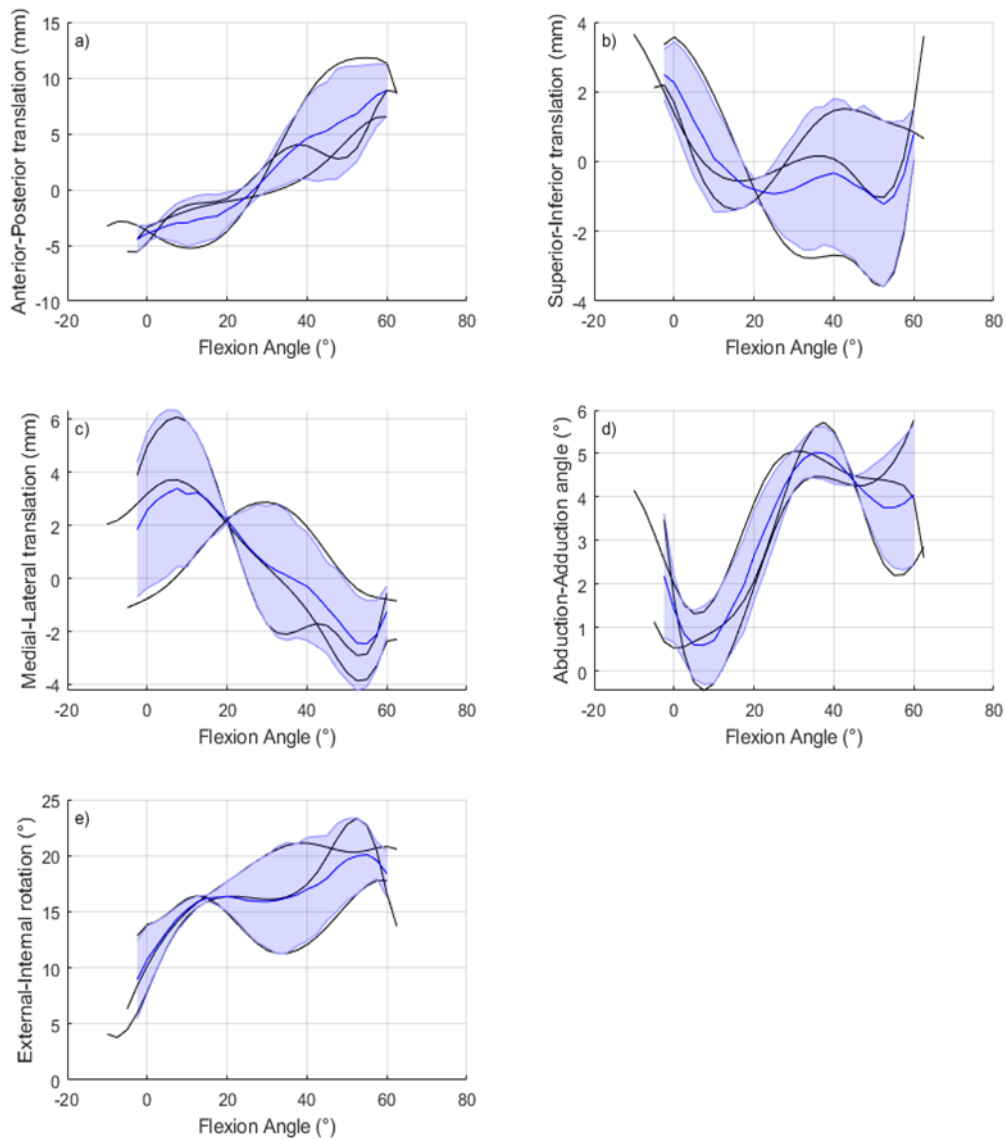 a)
Anterior-Posterior translation (mm)
15
10
5
0
-5
-10
-20 0 20 40 60 80
Flexion Angle (°)
b)
Superior-Inferior translation (mm)
4
2
0
-2
-4
-20 0 20 40 60 80
Flexion Angle (°)
c)
Medial-Lateral translation (mm)
6
4
2
0
-2
-4
-20 0 20 40 60 80
Flexion Angle (°)
d)
Abduction-Adduction angle (°)
6
5
4
3
2
1
0
-20 0 20 40 60 80
Flexion Angle (°)
e)
External-Internal rotation (°)
25
20
15
10
5
0
-20 0 20 40 60 80
Flexion Angle (°)